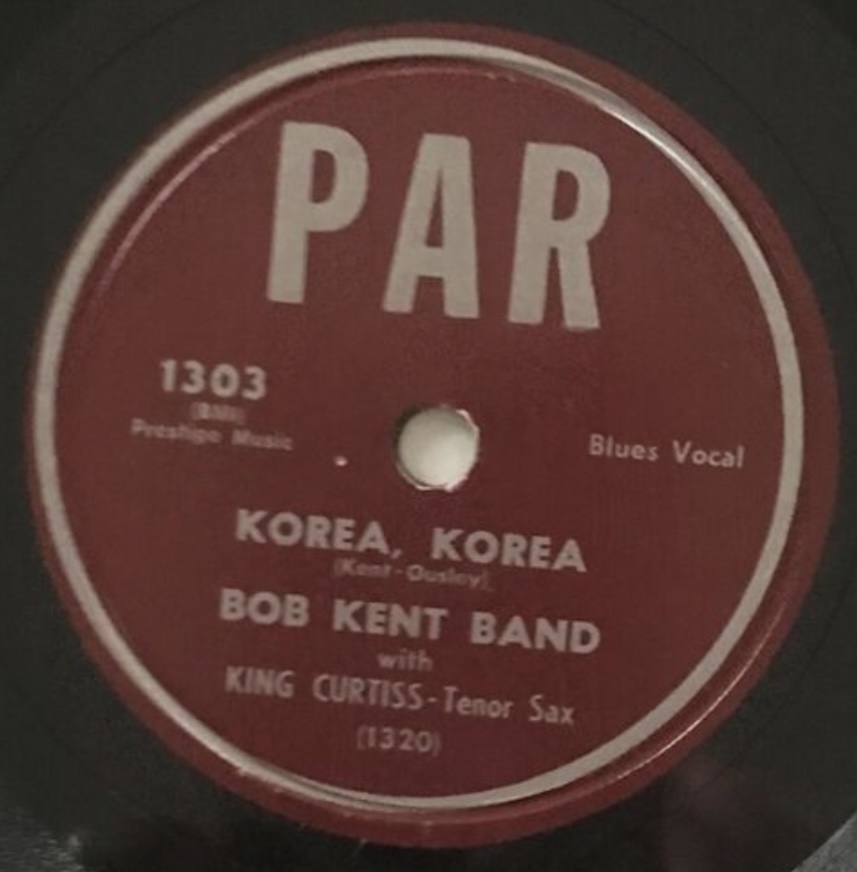 PAR
1303
(BMI)
Prestige Music
Blues Vocal
KOREA, KOREA
(Kent-Ousley)
BOB KENT BAND
with
KING CURTISS-Tenor Sax
(1320)